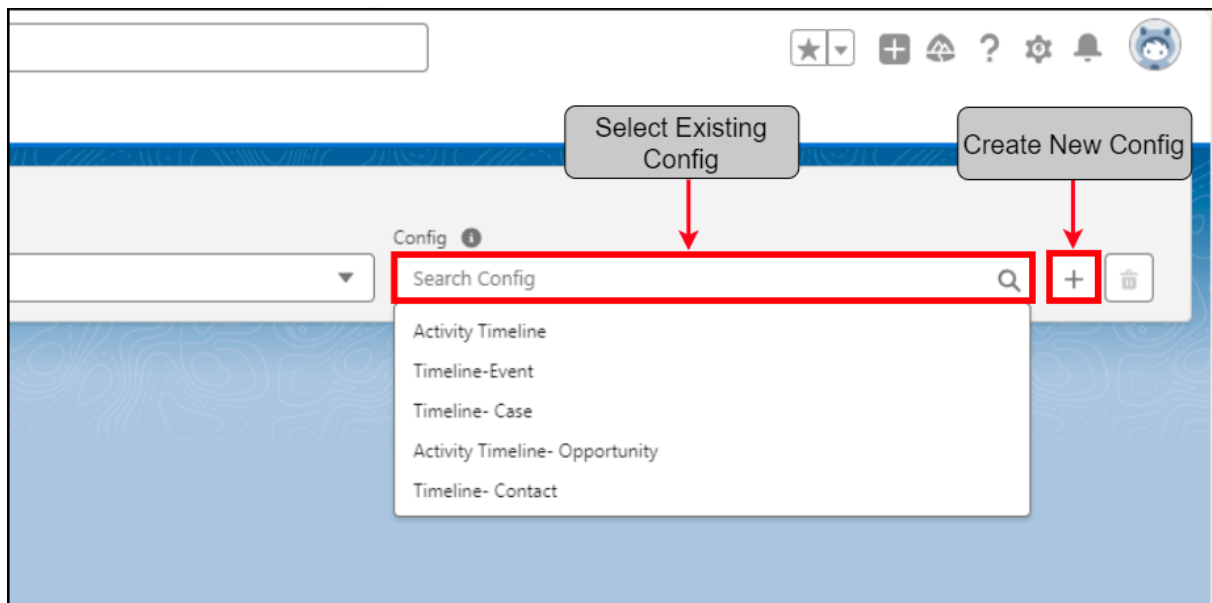 Select Existing
Config
Create New Config
Config
Search Config
Activity Timeline
Timeline-Event
Timeline- Case
Activity Timeline- Opportunity
Timeline- Contact